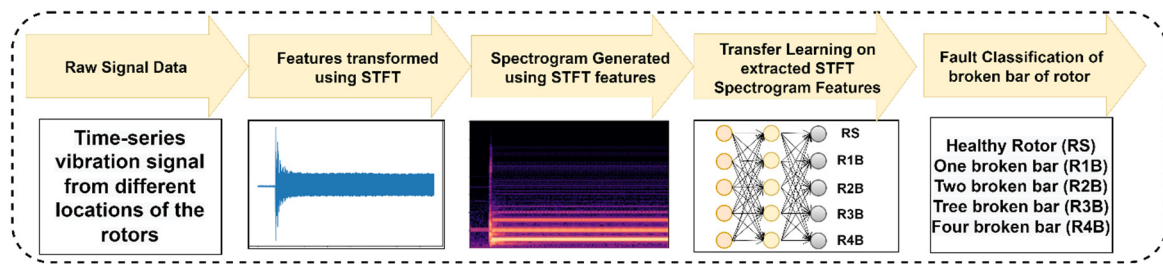 Raw Signal Data
Features transformed
using STFT
Spectrogram Generated
using STFT features
Transfer Learning on
extracted STFT
Spectrogram Features
Fault Classification of
broken bar of rotor
Time-series
vibration signal
from different
locations of the
rotors
RS
R1B
R2B
R3B
R4B
Healthy Rotor (RS)
One broken bar (R1B)
Two broken bar (R2B)
Tree broken bar (R3B)
Four broken bar (R4B)